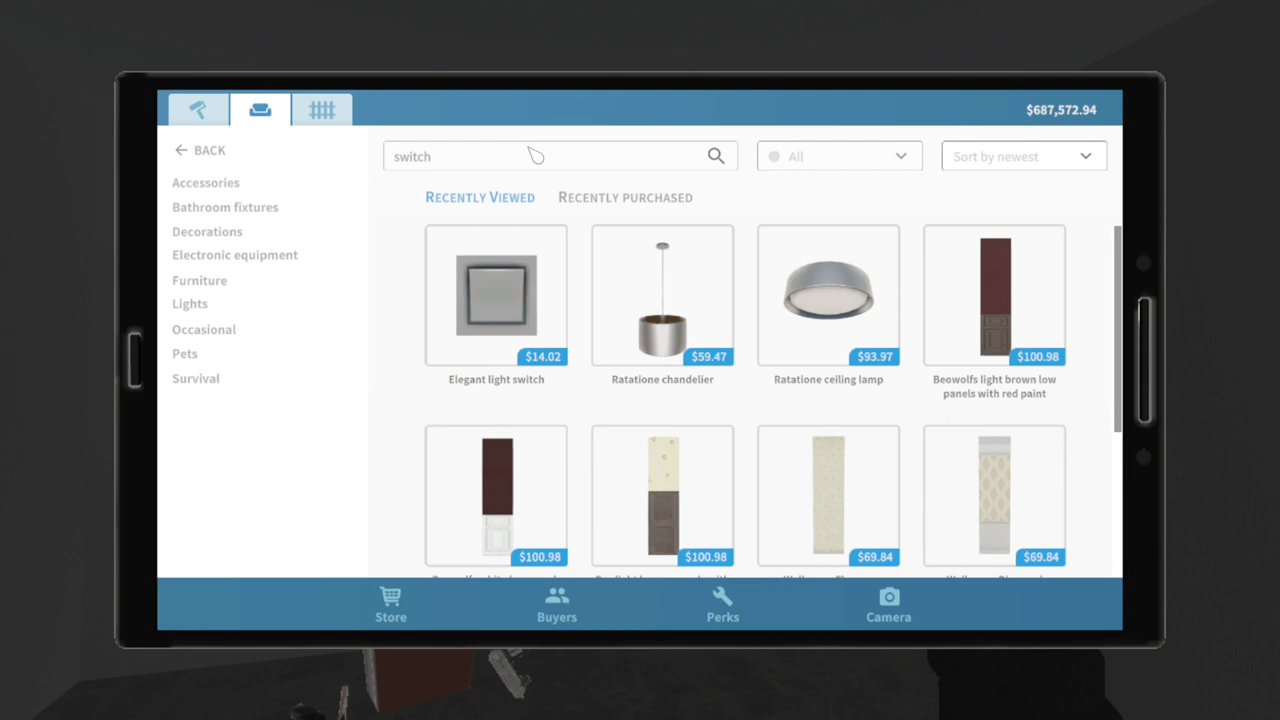 $687,572.94
BACK
Accessories
Bathroom fixtures
Decorations
Electronic equipment
Furniture
Lights
Occasional
Pets
Survival
switch
All
Sort by newest
RECENTLY VIEWED
RECENTLY PURCHASED
$14.02
$59.47
$93.97
$100.98
Elegant light switch
Ratatione chandelier
Ratatione ceiling lamp
Beowolfs light brown low
panels with red paint
$100.98
$100.98
$69.84
$69.84
Store
Buyers
Perks
Camera